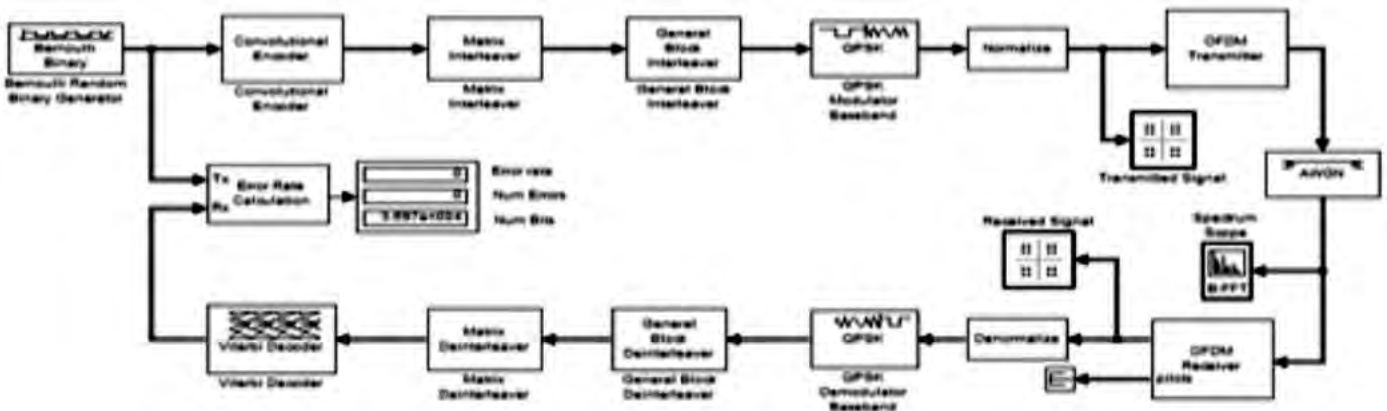 Bernoulli
Binary
Bernoulli Random
Binary Generator
Convolutional
Encoder
Convolutional
Encoder
Matrix
Interleaver
Matrix
Interleaver
General
Block
Interleaver
General Block
Interleaver
QPSK
QPSK
Modulator
Baseband
Normalize
OFDM
Transmitter
Transmitted Signal
AWGN
Tx
Rx
Error Rate
Calculation
0
0
Error rate
Num Errors
Num Bits
Received Signal
Spectrum
Scope
B-FFT
Viterbi Decoder
Viterbi Decoder
Matrix
Deinterleaver
Matrix
Deinterleaver
General
Block
Deinterleaver
General Block
Deinterleaver
QPSK
QPSK
Demodulator
Baseband
Denormalize
OFDM
Receiver